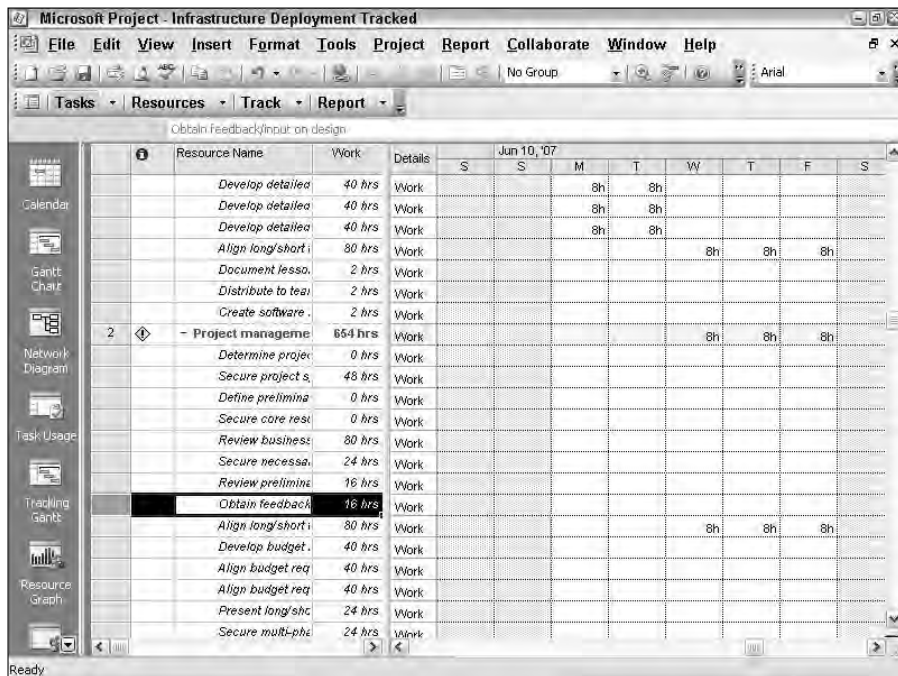 Microsoft Project - Infrastructure Deployment Tracked
File Edit View Insert Format Tools Project Report Collaborate Window Help
No Group Arial
Tasks Resources Track Report
Obtain feedback/input on design
Resource Name Work Details Jun 10, '07
S S M T W T F S
Develop detailed 40 hrs Work 8h 8h
Develop detailed 40 hrs Work 8h 8h
Develop detailed 40 hrs Work 8h 8h
Align long/short i 80 hrs Work 8h 8h 8h
Document lesso 2 hrs Work
Distribute to tea 2 hrs Work
Create software 2 hrs Work
2 - Project manageme 654 hrs Work 8h 8h 8h
Determine projec 0 hrs Work
Secure project s 48 hrs Work
Define prelimina 0 hrs Work
Secure core reso 0 hrs Work
Review business 80 hrs Work
Secure necessa 24 hrs Work
Review prelimina 16 hrs Work
Obtain feedback 16 hrs Work
Align long/short i 80 hrs Work 8h 8h 8h
Develop budget 40 hrs Work
Align budget req 40 hrs Work
Align budget req 40 hrs Work
Present long/sho 24 hrs Work
Secure multi-pha 24 hrs Work
Calendar
Gantt Chart
Network Diagram
Task Usage
Tracking Gantt
Resource Graph
Ready